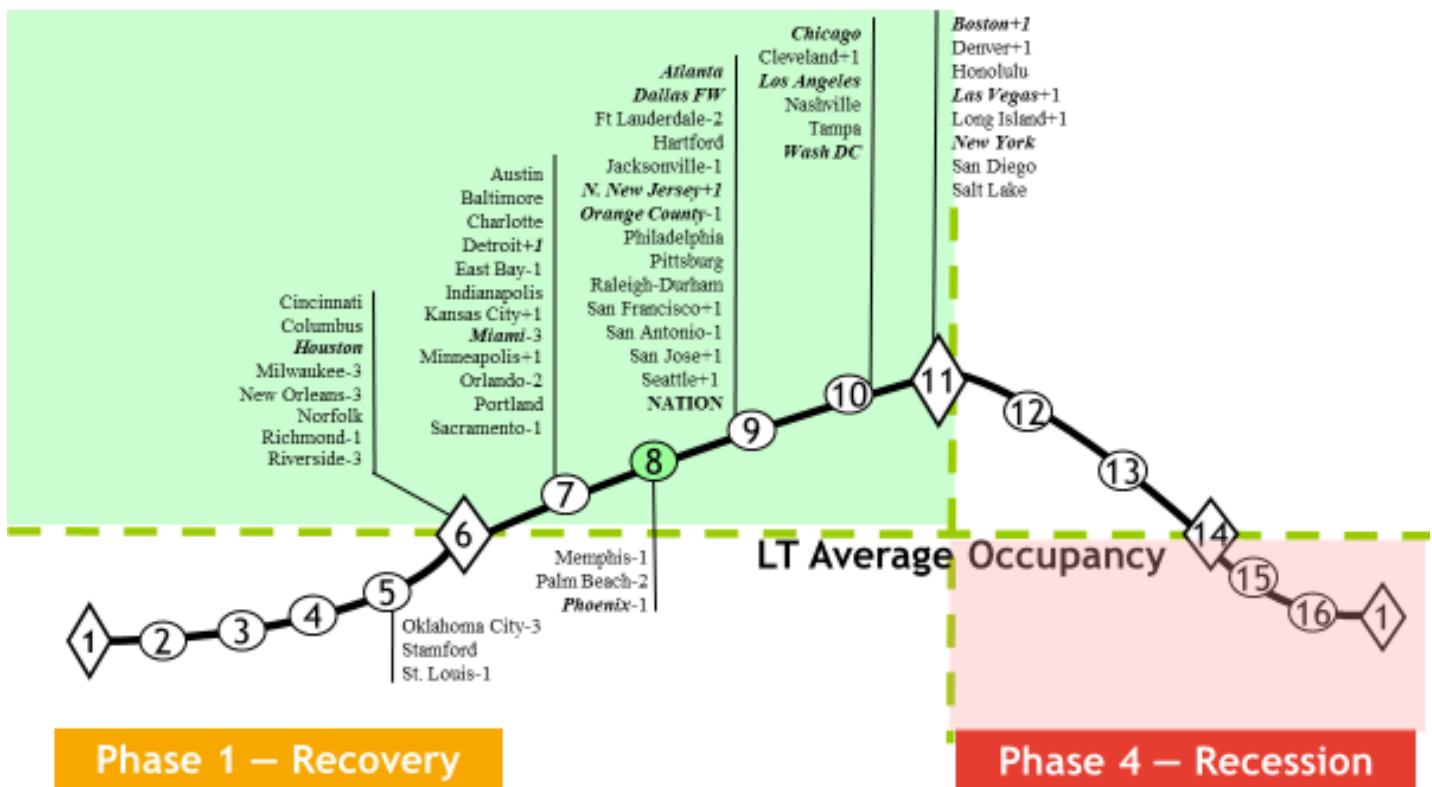 Cincinnati
Columbus
Houston
Milwaukee-3
New Orleans-3
Norfolk
Richmond-1
Riverside-3
Austin
Baltimore
Charlotte
Detroit+1
East Bay-1
Indianapolis
Kansas City+1
Miami-3
Minneapolis+1
Orlando-2
Portland
Sacramento-1
Atlanta
Dallas FW
Ft Lauderdale-2
Hartford
Jacksonville-1
N. New Jersey+1
Orange County-1
Philadelphia
Pittsburg
Raleigh-Durham
San Francisco+1
San Antonio-1
San Jose+1
Seattle+1
NATION
Chicago
Cleveland+1
Los Angeles
Nashville
Tampa
Wash DC
Boston+1
Denver+1
Honolulu
Las Vegas+1
Long Island+1
New York
San Diego
Salt Lake
1
2
3
4
5
6
7
8
9
10
11
12
13
14
15
16
1
LT Average Occupancy
Memphis-1
Palm Beach-2
Phoenix-1
Oklahoma City-3
Stamford
St. Louis-1
Phase 1 – Recovery
Phase 4 – Recession